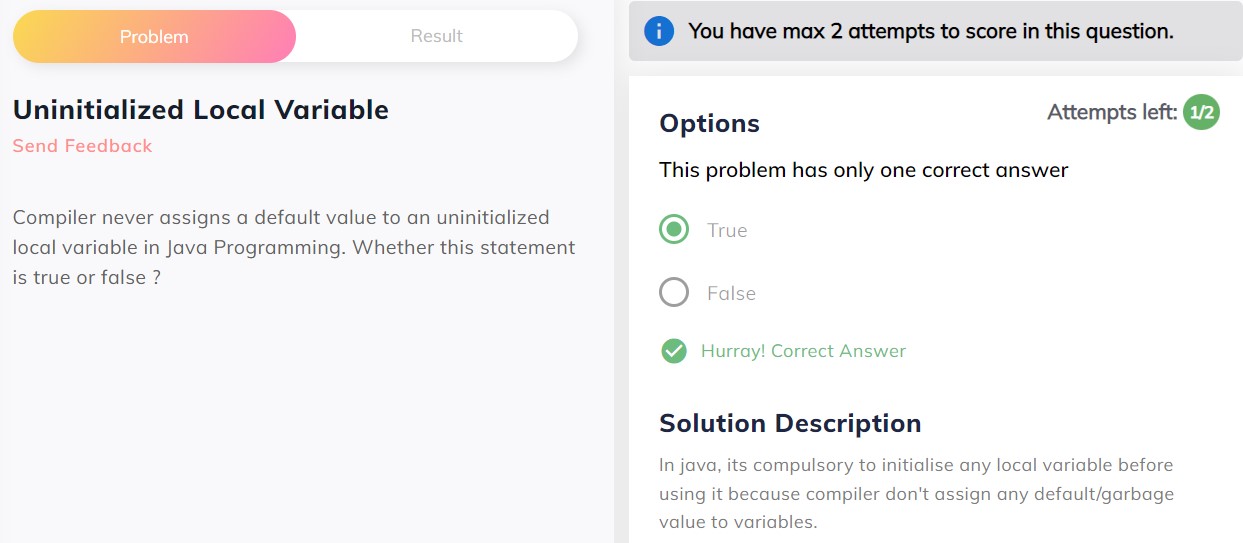 Problem
Result
Uninitialized Local Variable
Send Feedback
Compiler never assigns a default value to an uninitialized
local variable in Java Programming. Whether this statement
is true or false ?
You have max 2 attempts to score in this question.
Attempts left: 1/2
Options
This problem has only one correct answer
True
False
Hurray! Correct Answer
Solution Description
In java, its compulsory to initialise any local variable before
using it because compiler don't assign any default/garbage
value to variables.